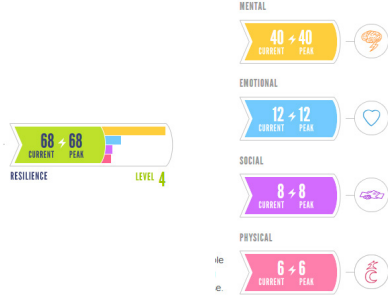 MENTAL
40 40
CURRENT PEAK
EMOTIONAL
12 12
CURRENT PEAK
68 68
CURRENT PEAK
RESILIENCE LEVEL 4
SOCIAL
8 8
CURRENT PEAK
PHYSICAL
6 6
CURRENT PEAK